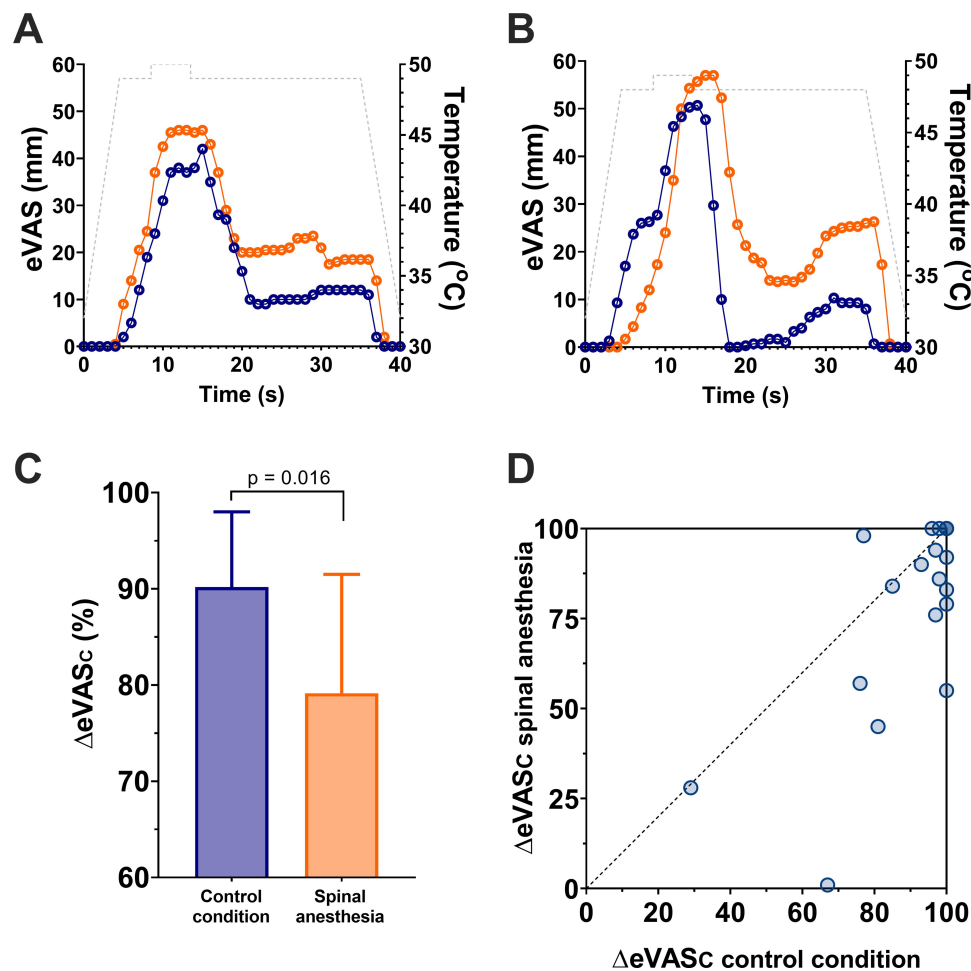 A
B
60
50
40
30
20
10
0
eVAS (mm)
50
45
40
35
30
Temperature (ºC)
0
10
20
30
40
Time (s)
60
50
40
30
20
10
0
eVAS (mm)
50
45
40
35
30
Temperature (ºC)
0
10
20
30
40
Time (s)
C
D
p = 0.016
100
90
80
70
60
ΔeVASc (%)
Control
condition
Spinal
anesthesia
100
75
50
25
0
ΔeVASc spinal anesthesia
0
20
40
60
80
100
ΔeVASc control condition